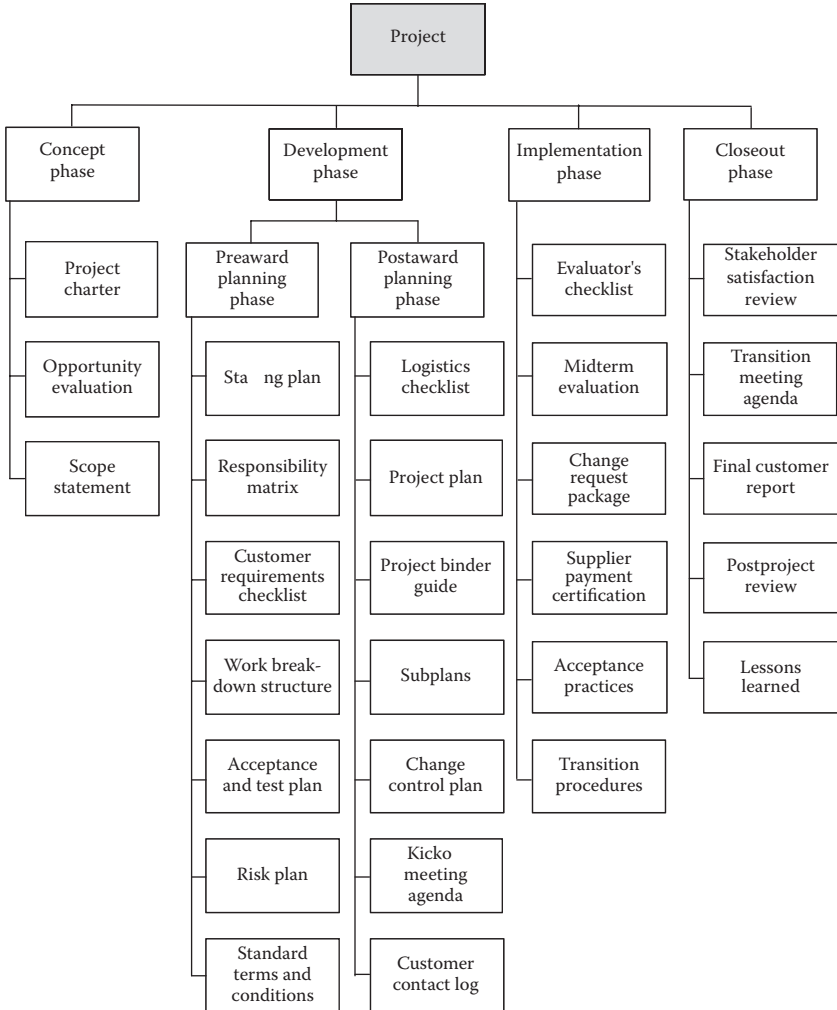 Project
Concept
phase
Development
phase
Implementation
phase
Closeout
phase
Project
charter
Opportunity
evaluation
Scope
statement
Preaward
planning
phase
Sta ng plan
Responsibility
matrix
Customer
requirements
checklist
Work break-
down structure
Acceptance
and test plan
Risk plan
Standard
terms and
conditions
Postaward
planning
phase
Logistics
checklist
Project plan
Project binder
guide
Subplans
Change
control plan
Kicko
meeting
agenda
Customer
contact log
Evaluator's
checklist
Midterm
evaluation
Change
request
package
Supplier
payment
certification
Acceptance
practices
Transition
procedures
Stakeholder
satisfaction
review
Transition
meeting
agenda
Final customer
report
Postproject
review
Lessons
learned